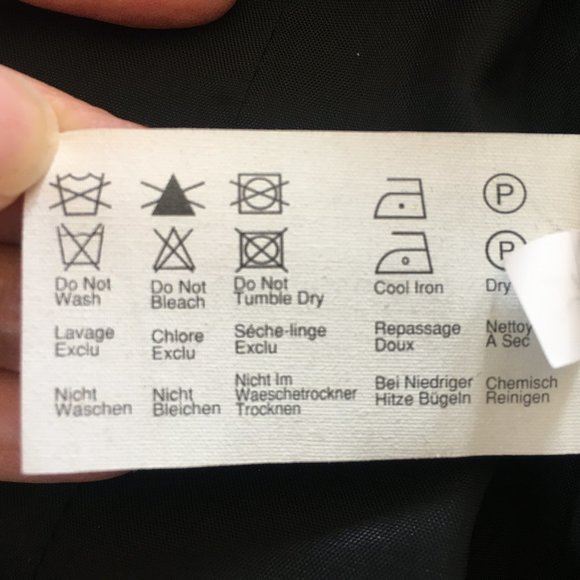 P
P
Do Not
Wash
Do Not
Bleach
Do Not
Tumble Dry
Cool Iron
Dry
Lavage
Exclu
Chlore
Exclu
Séche-linge
Exclu
Repassage
Doux
Nettoy
A Sec
Nicht
Waschen
Nicht
Bleichen
Nicht Im
Waeschetrockner
Trocknen
Bei Niedriger
Hitze Bügeln
Chemisch
Reinigen